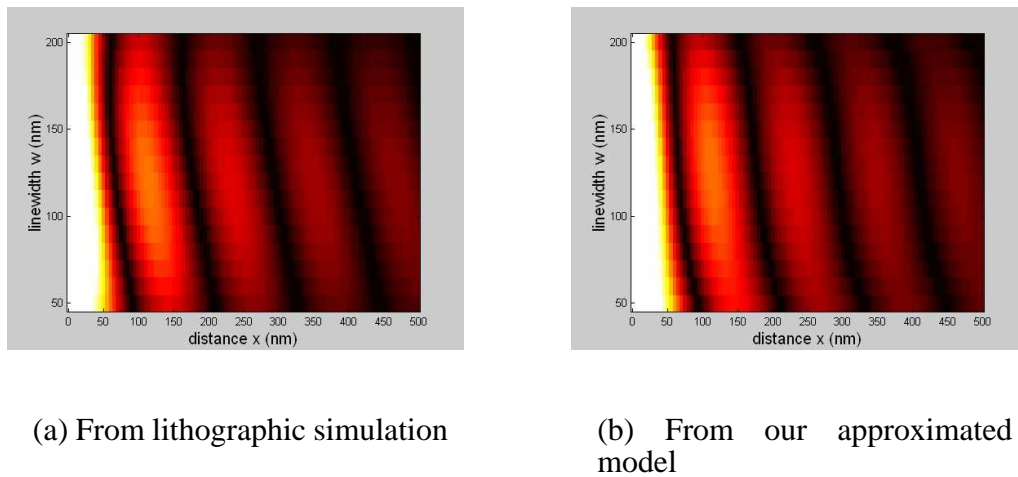 200
150
100
50
linewidth w (nm)
0 50 100 150 200 250 300 350 400 450 500
distance x (nm)
(a) From lithographic simulation
200
150
100
50
linewidth w (nm)
0 50 100 150 200 250 300 350 400 450 500
distance x (nm)
(b) From our approximated
model